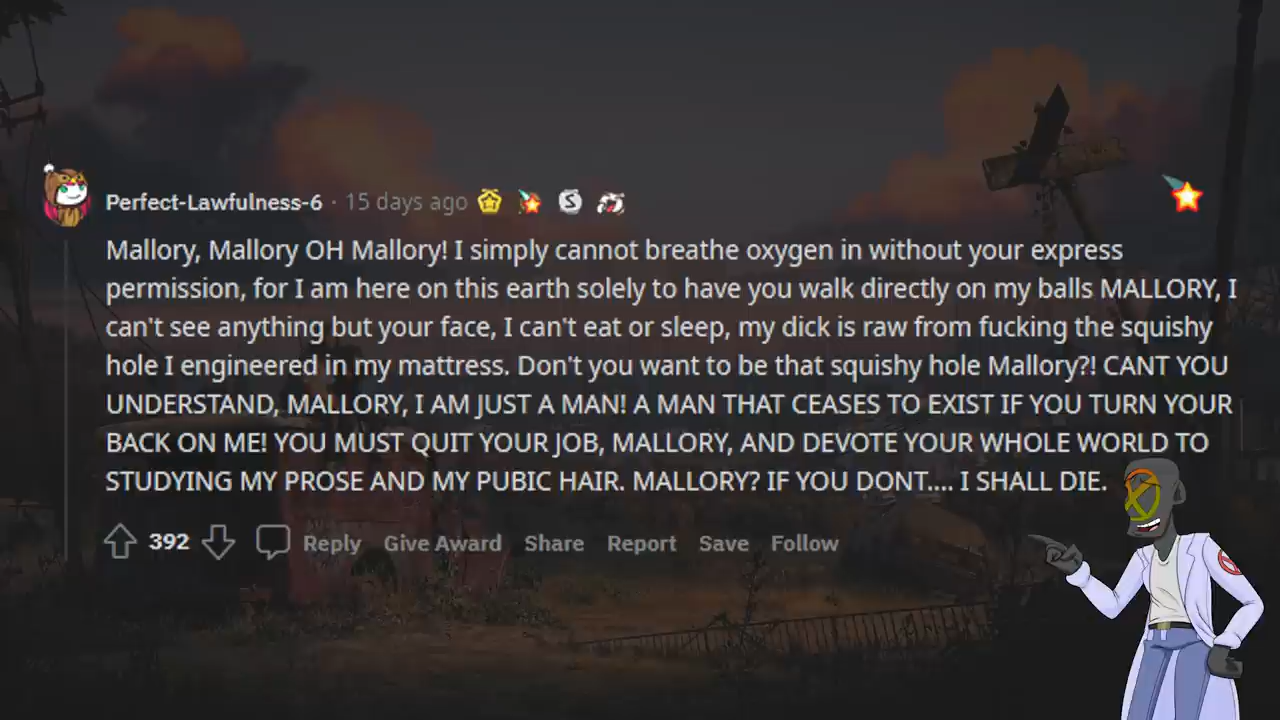 Perfect-Lawfulness-6 · 15 days ago
Mallory, Mallory OH Mallory! I simply cannot breathe oxygen in without your express
permission, for I am here on this earth solely to have you walk directly on my balls MALLORY, I
can't see anything but your face, I can't eat or sleep, my dick is raw from fucking the squishy
hole I engineered in my mattress. Don't you want to be that squishy hole Mallory?! CANT YOU
UNDERSTAND, MALLORY, I AM JUST A MAN! A MAN THAT CEASES TO EXIST IF YOU TURN YOUR
BACK ON ME! YOU MUST QUIT YOUR JOB, MALLORY, AND DEVOTE YOUR WHOLE WORLD TO
STUDYING MY PROSE AND MY PUBIC HAIR. MALLORY? IF YOU DONT.... I SHALL DIE.
392 Reply Give Award Share Report Save Follow